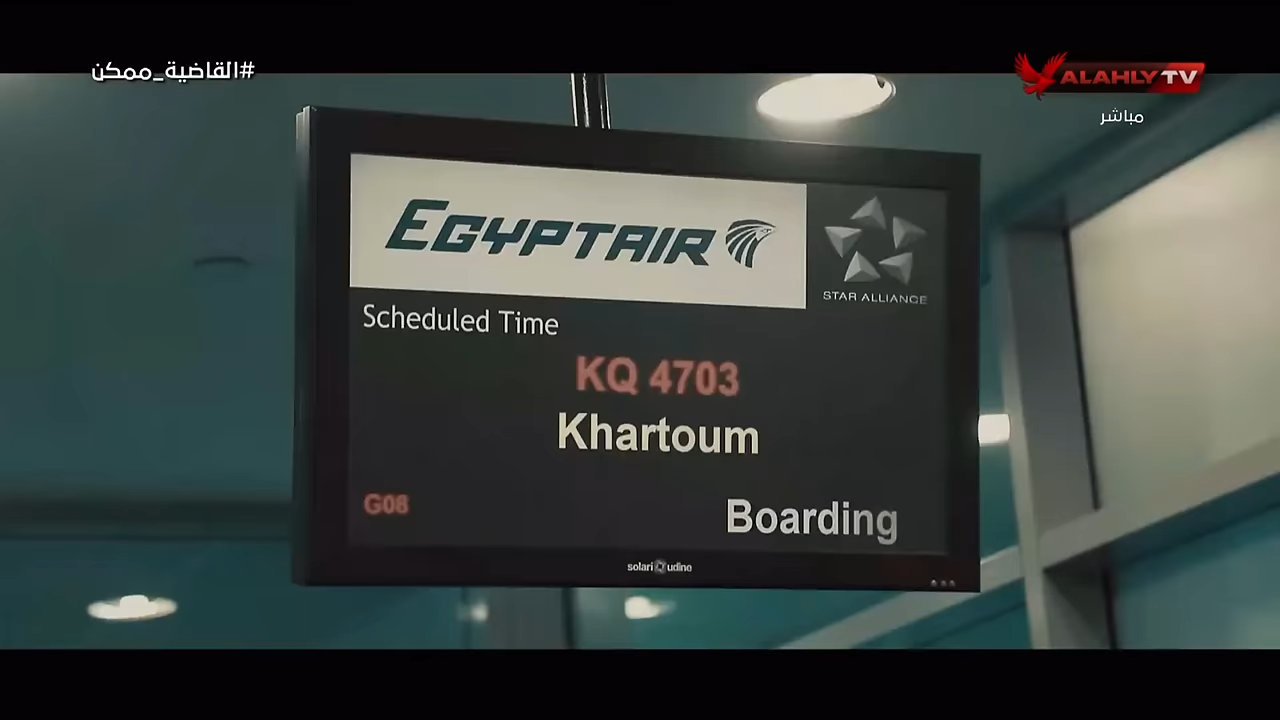 #القاضية_ممكن
ALAHLY TV
مباشر
EGYPTAIR
STAR ALLIANCE
Scheduled Time
KQ 4703
Khartoum
G08
Boarding
solari udine